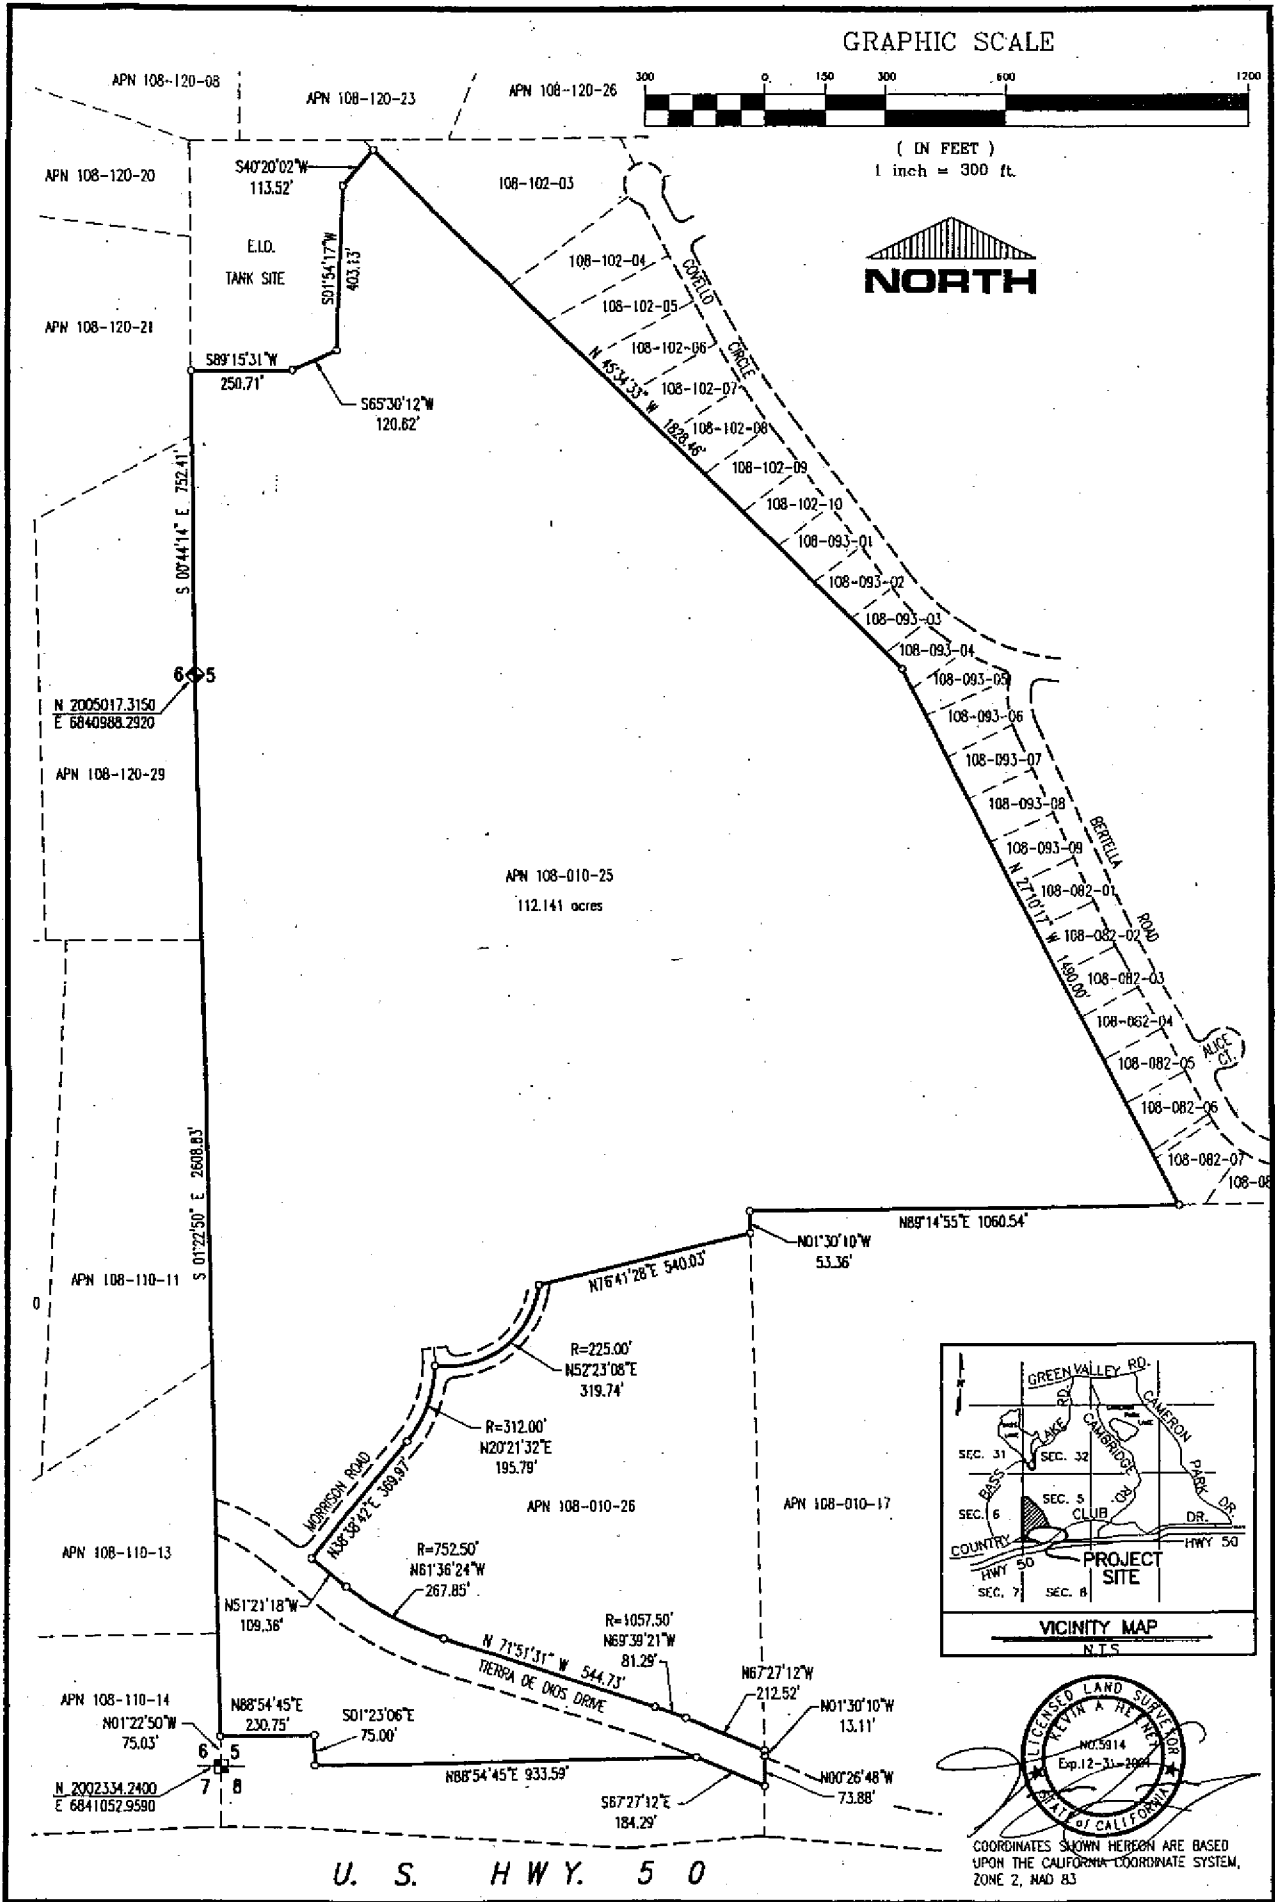 GRAPHIC SCALE
300 0 150 300 600 1200
( IN FEET )
1 inch = 300 ft.
NORTH
APN 108-120-08
APN 108-120-23
APN 108-120-26
APN 108-120-20
S40°20'02"W
113.52'
108-102-03
E.I.D.
TANK SITE
S01°54'17"W
403.13'
APN 108-120-21
S89°15'31"W
250.71'
S65°30'12"W
120.62'
108-102-04
108-102-05
108-102-06
108-102-07
108-102-08
108-102-09
108-102-10
108-093-01
108-093-02
108-093-03
108-093-04
108-093-05
108-093-06
108-093-07
108-093-08
108-093-09
108-082-01
108-082-02
108-082-03
108-082-04
108-082-05
108-082-06
108-082-07
108-08
COVELLO
CIRCLE
N 45°34'33" W
1828.46'
BERTELLA
ROAD
N 27°10'17" W
1490.00'
ALICE
CT.
S 00°44'14" E 752.41'
6 5
N 2005017.3150
E 6840988.2920
APN 108-120-29
APN 108-010-25
112.141 acres
S 01°22'50" E 2608.83'
APN 108-110-11
0
N89°14'55"E 1060.54'
N01°30'10"W
53.36'
N76°41'28"E 540.03'
R=225.00'
N52°23'08"E
319.74'
R=312.00'
N20°21'32"E
195.79'
MORRISON ROAD
N38°38'42"E 369.97'
APN 108-010-26
APN 108-010-17
APN 108-110-13
R=752.50'
N61°36'24"W
267.85'
N51°21'18"W
109.36'
R=1057.50'
N69°39'21"W
81.29'
N 71°51'31" W 544.73'
TIERRA DE DIOS DRIVE
N67°27'12"W
212.52'
N01°30'10"W
13.11'
APN 108-110-14
N01°22'50"W
75.03'
N88°54'45"E
230.75'
S01°23'06"E
75.00'
6 5
7 8
N 2002334.2400
E 6841052.9590
N88°54'45"E 933.59'
N00°26'48"W
73.88'
S67°27'12"E
184.29'
U. S. HWY. 5 0
GREEN VALLEY RD.
BASS
LAKE
RD.
CAMBRIDGE
RD.
CAMERON
PARK
DR.
SEC. 31
SEC. 32
SEC. 6
SEC. 5
COUNTRY
CLUB
DR.
HWY 50
HWY 50
PROJECT
SITE
SEC. 7
SEC. 8
VICINITY MAP
N.T.S.
LICENSED LAND SURVEYOR
KEVIN A HEENEY
NO.5914
STATE of CALIFORNIA
COORDINATES SHOWN HEREON ARE BASED
UPON THE CALIFORNIA COORDINATE SYSTEM,
ZONE 2, NAD 83